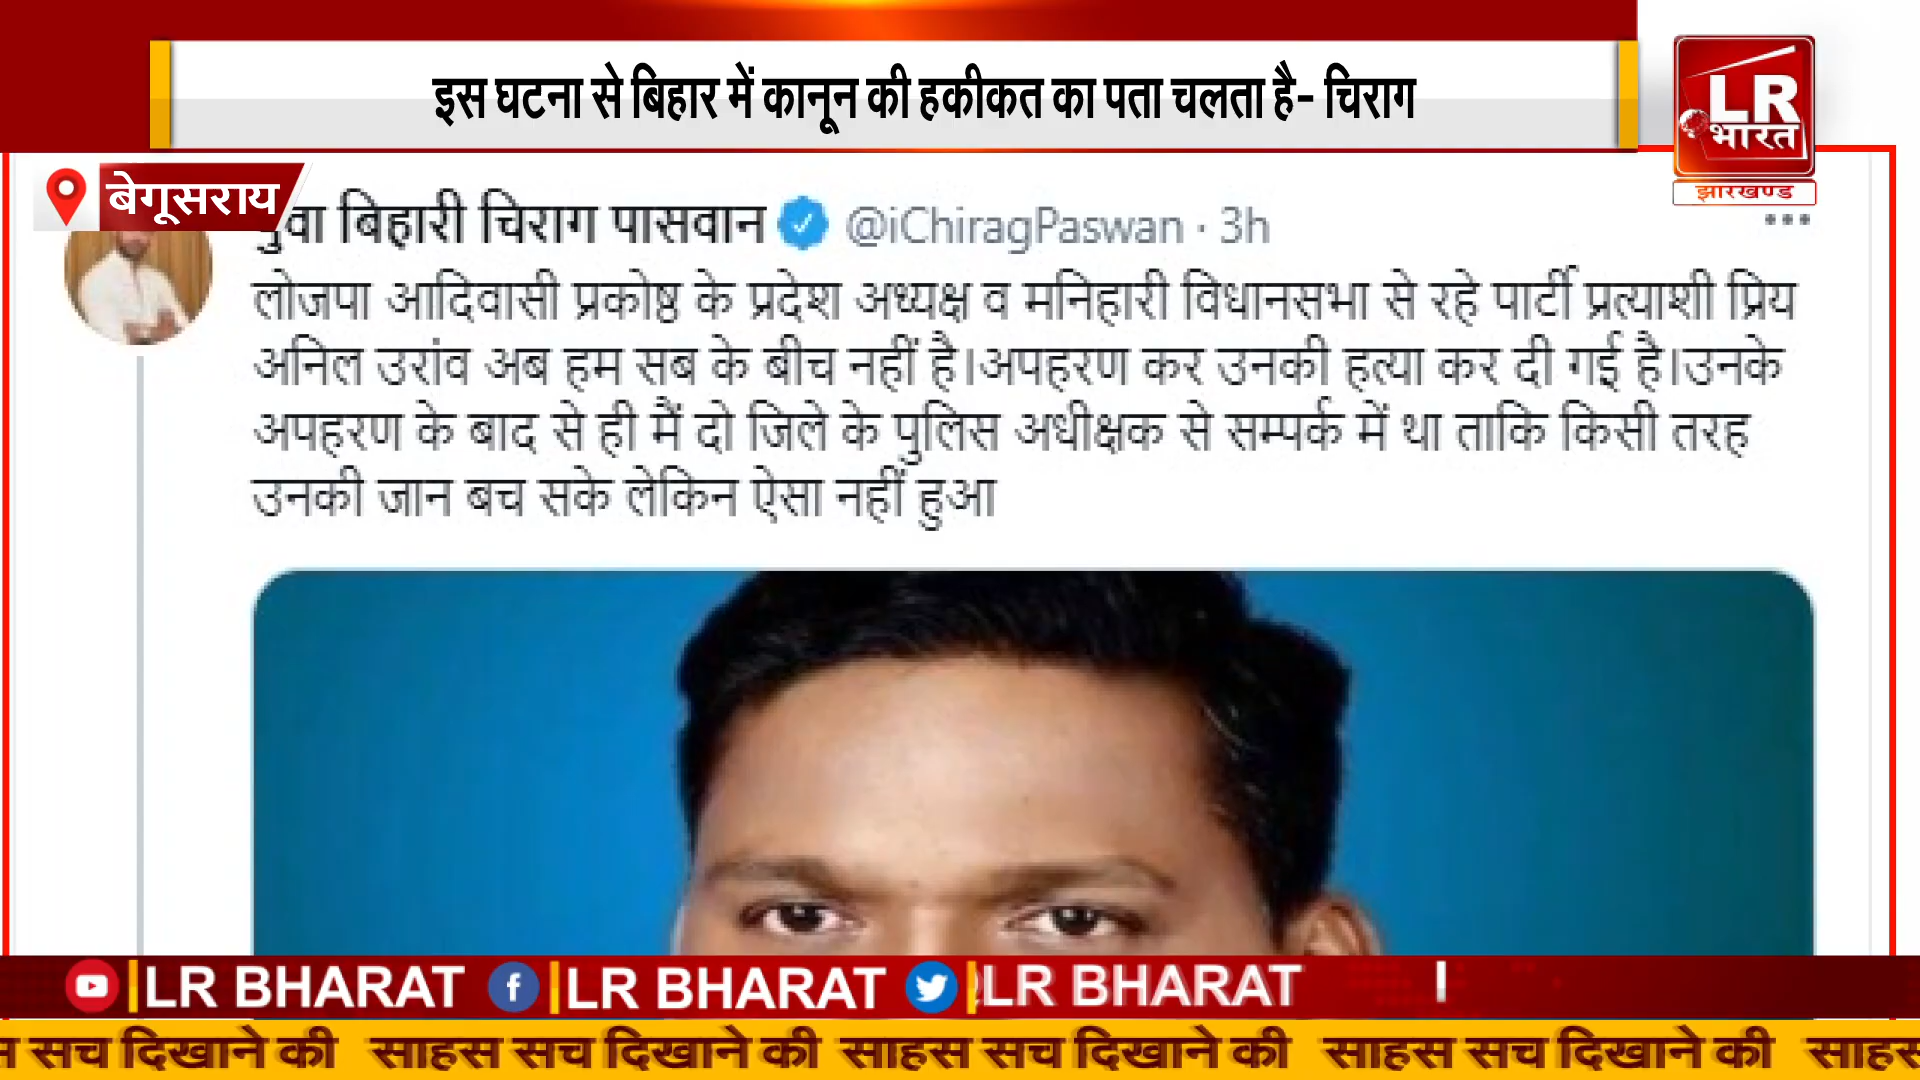 इस घटना से बिहार में कानून की हकीकत का पता चलता है- चिराग
LR
भारत
झारखण्ड
बेगूसराय
बिहारी चिराग पासवान @iChiragPaswan · 3h
लोजपा आदिवासी प्रकोष्ठ के प्रदेश अध्यक्ष व मनिहारी विधानसभा से रहे पार्टी प्रत्याशी प्रिय
अनिल उरांव अब हम सब के बीच नहीं है।अपहरण कर उनकी हत्या कर दी गई है।उनके
अपहरण के बाद से ही मैं दो जिले के पुलिस अधीक्षक से सम्पर्क में था ताकि किसी तरह
उनकी जान बच सके लेकिन ऐसा नहीं हुआ
LR BHARAT LR BHARAT LR BHARAT
सच दिखाने की साहस सच दिखाने की साहस सच दिखाने की साहस सच दिखाने की साहस